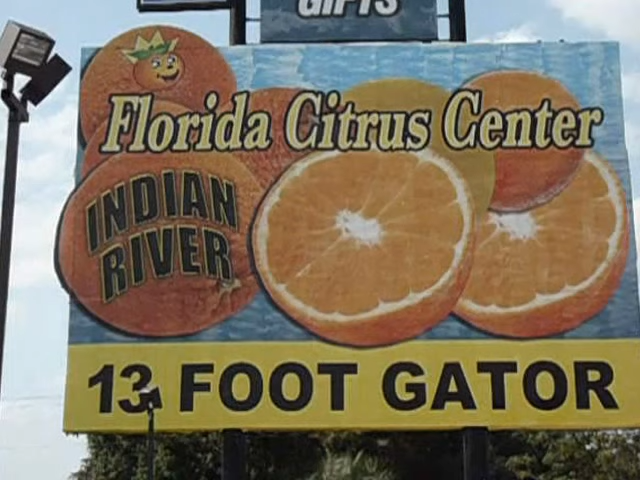 GIFTS
Florida Citrus Center
INDIAN
RIVER
13 FOOT GATOR